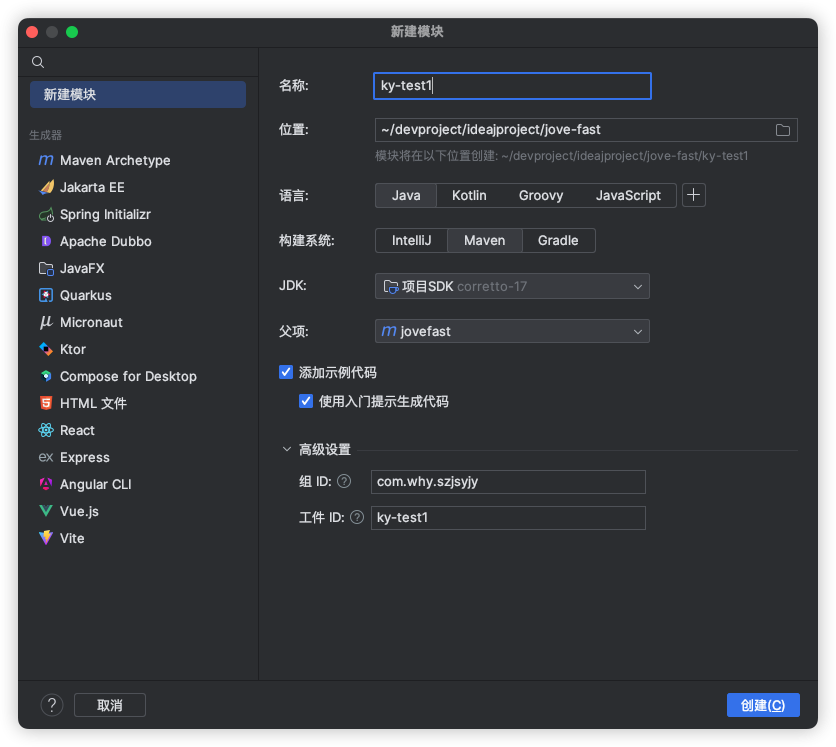 新建模块
新建模块
生成器
Maven Archetype
Jakarta EE
Spring Initializr
Apache Dubbo
JavaFX
Quarkus
Micronaut
Ktor
Compose for Desktop
HTML 文件
React
Express
Angular CLI
Vue.js
Vite
名称: ky-test1
位置: ~/devproject/ideajproject/jove-fast
模块将在以下位置创建: ~/devproject/ideajproject/jove-fast/ky-test1
语言: Java Kotlin Groovy JavaScript
构建系统: IntelliJ Maven Gradle
JDK: 项目SDK corretto-17
父项: jovefast
添加示例代码
使用入门提示生成代码
高级设置
组 ID: ? com.why.szjsyjy
工件 ID: ? ky-test1
? 取消 创建(C)